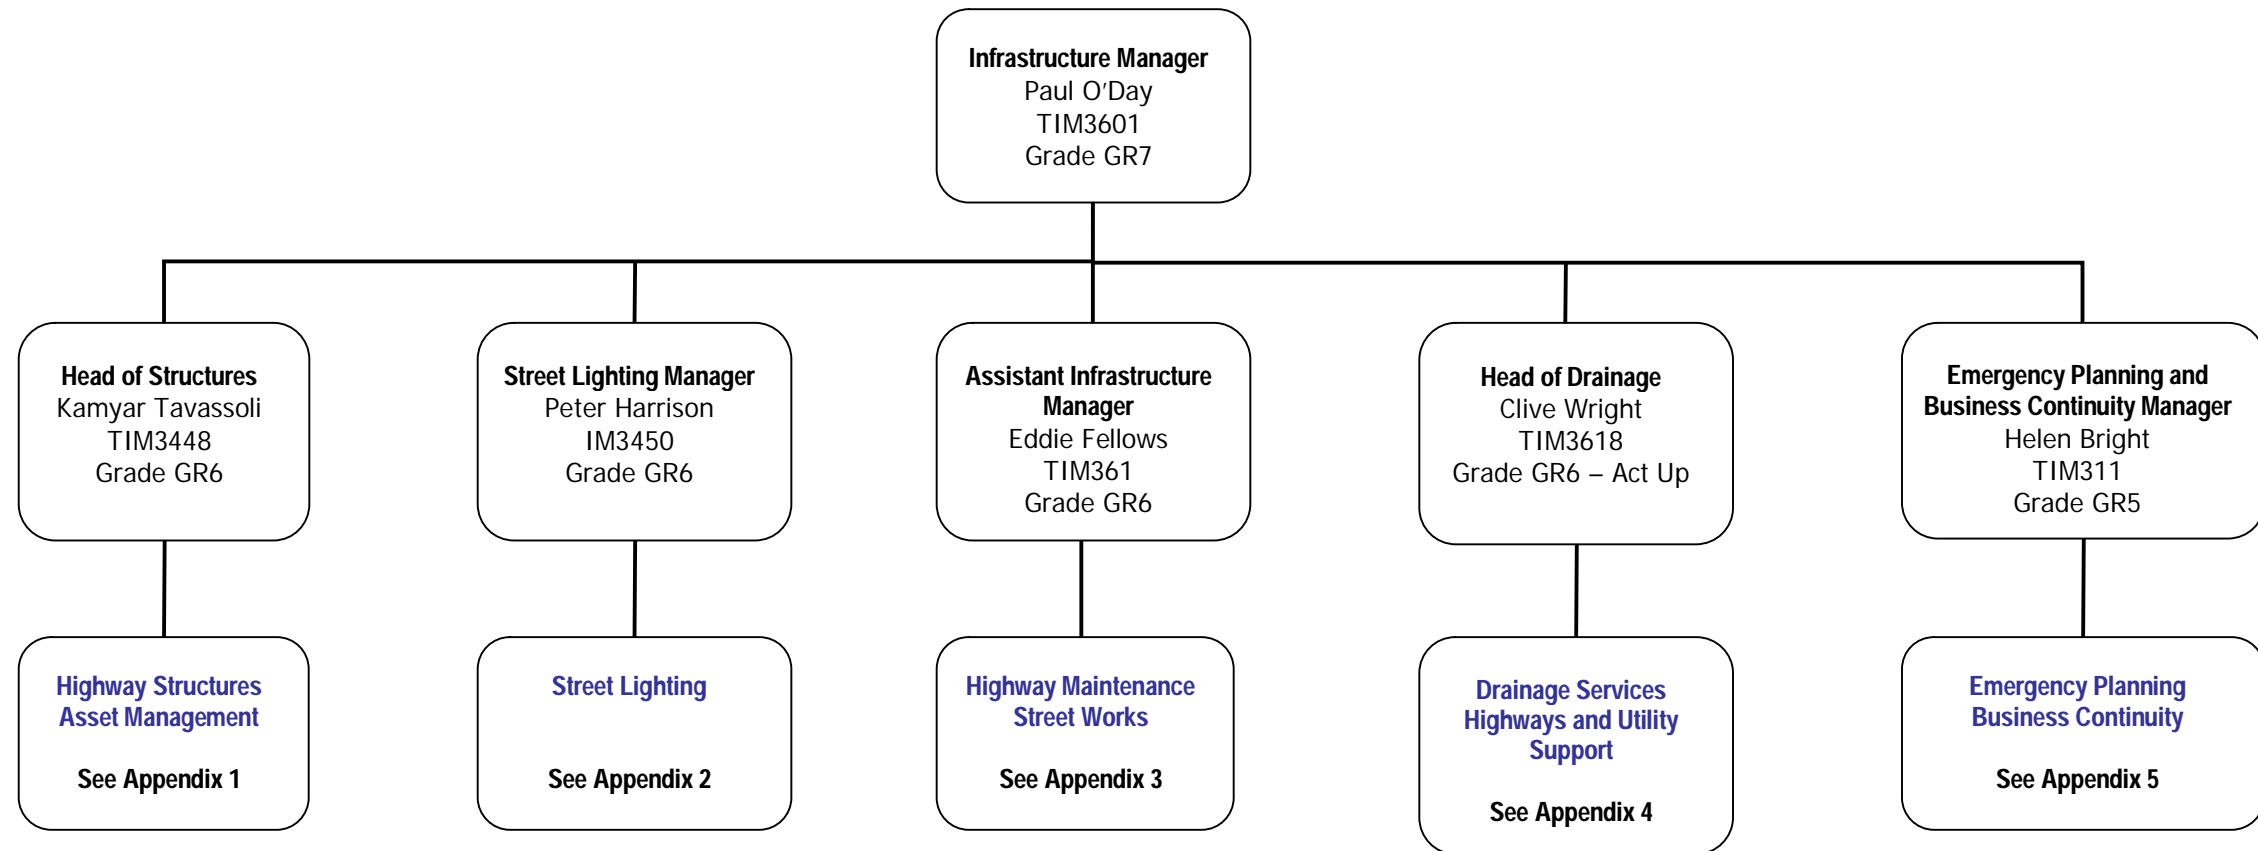 Infrastructure Manager
Paul O'Day
TIM3601
Grade GR7
Head of Structures
Kamyar Tavassoli
TIM3448
Grade GR6
Street Lighting Manager
Peter Harrison
IM3450
Grade GR6
Assistant Infrastructure
Manager
Eddie Fellows
TIM361
Grade GR6
Head of Drainage
Clive Wright
TIM3618
Grade GR6 – Act Up
Emergency Planning and
Business Continuity Manager
Helen Bright
TIM311
Grade GR5
Highway Structures
Asset Management
See Appendix 1
Street Lighting
See Appendix 2
Highway Maintenance
Street Works
See Appendix 3
Drainage Services
Highways and Utility
Support
See Appendix 4
Emergency Planning
Business Continuity
See Appendix 5